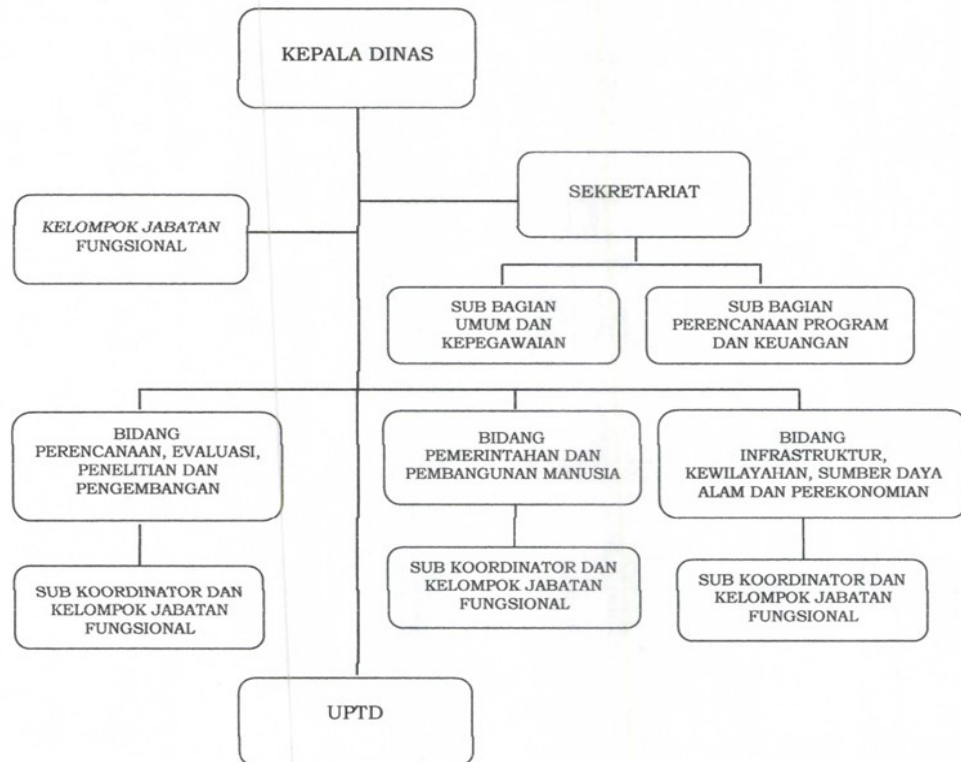 KEPALA DINAS
SEKRETARIAT
KELOMPOK JABATAN
FUNGSIONAL
SUB BAGIAN
UMUM DAN
KEPEGAWAIAN
SUB BAGIAN
PERENCANAAN PROGRAM
DAN KEUANGAN
BIDANG
PERENCANAAN, EVALUASI,
PENELITIAN DAN
PENGEMBANGAN
BIDANG
PEMERINTAHAN DAN
PEMBANGUNAN MANUSIA
BIDANG
INFRASTRUKTUR,
KEWILAYAHAN, SUMBER DAYA
ALAM DAN PEREKONOMIAN
SUB KOORDINATOR DAN
KELOMPOK JABATAN
FUNGSIONAL
SUB KOORDINATOR DAN
KELOMPOK JABATAN
FUNGSIONAL
SUB KOORDINATOR DAN
KELOMPOK JABATAN
FUNGSIONAL
UPTD